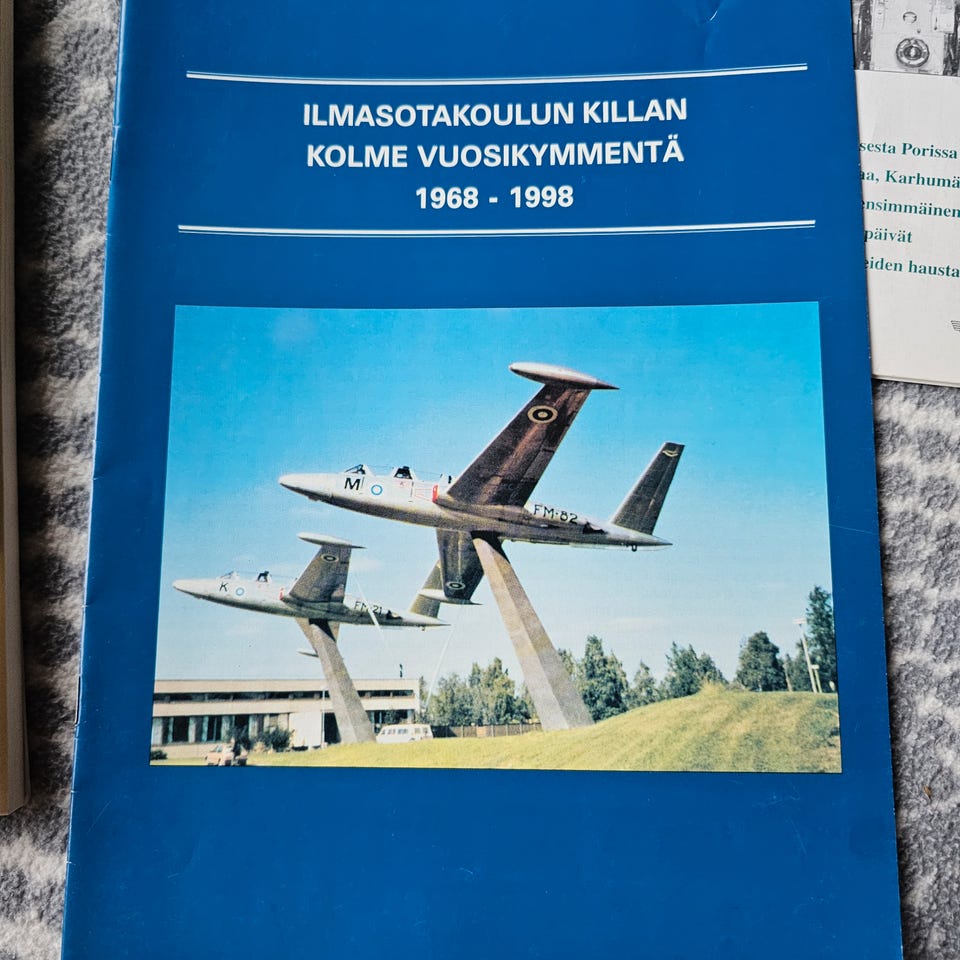 ILMASOTAKOULUN KILLAN
KOLME VUOSIKYMMENTÄ
1968 - 1998
M
K
FM-82
K
FM-21
sesta Porissa
aa, Karhumä
ensimmäinen
päivät
eiden hausta